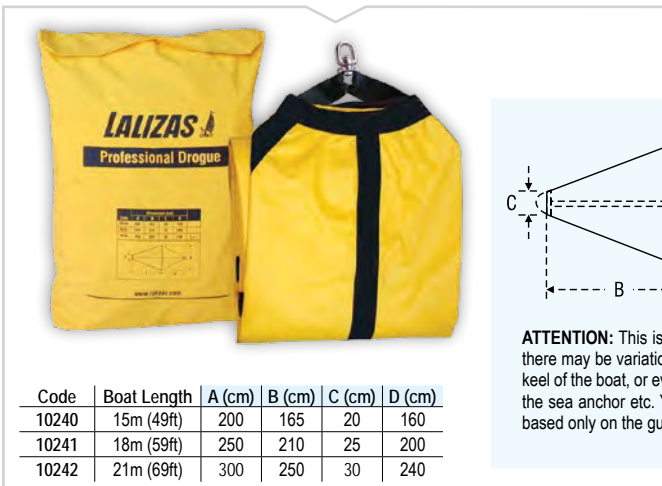 LALIZAS
Professional Drogue
www.lalizas.com
C
B
ATTENTION: This is
there may be variatio
keel of the boat, or ev
the sea anchor etc. Y
based only on the gu
Code Boat Length A (cm) B (cm) C (cm) D (cm)
10240 15m (49ft) 200 165 20 160
10241 18m (59ft) 250 210 25 200
10242 21m (69ft) 300 250 30 240